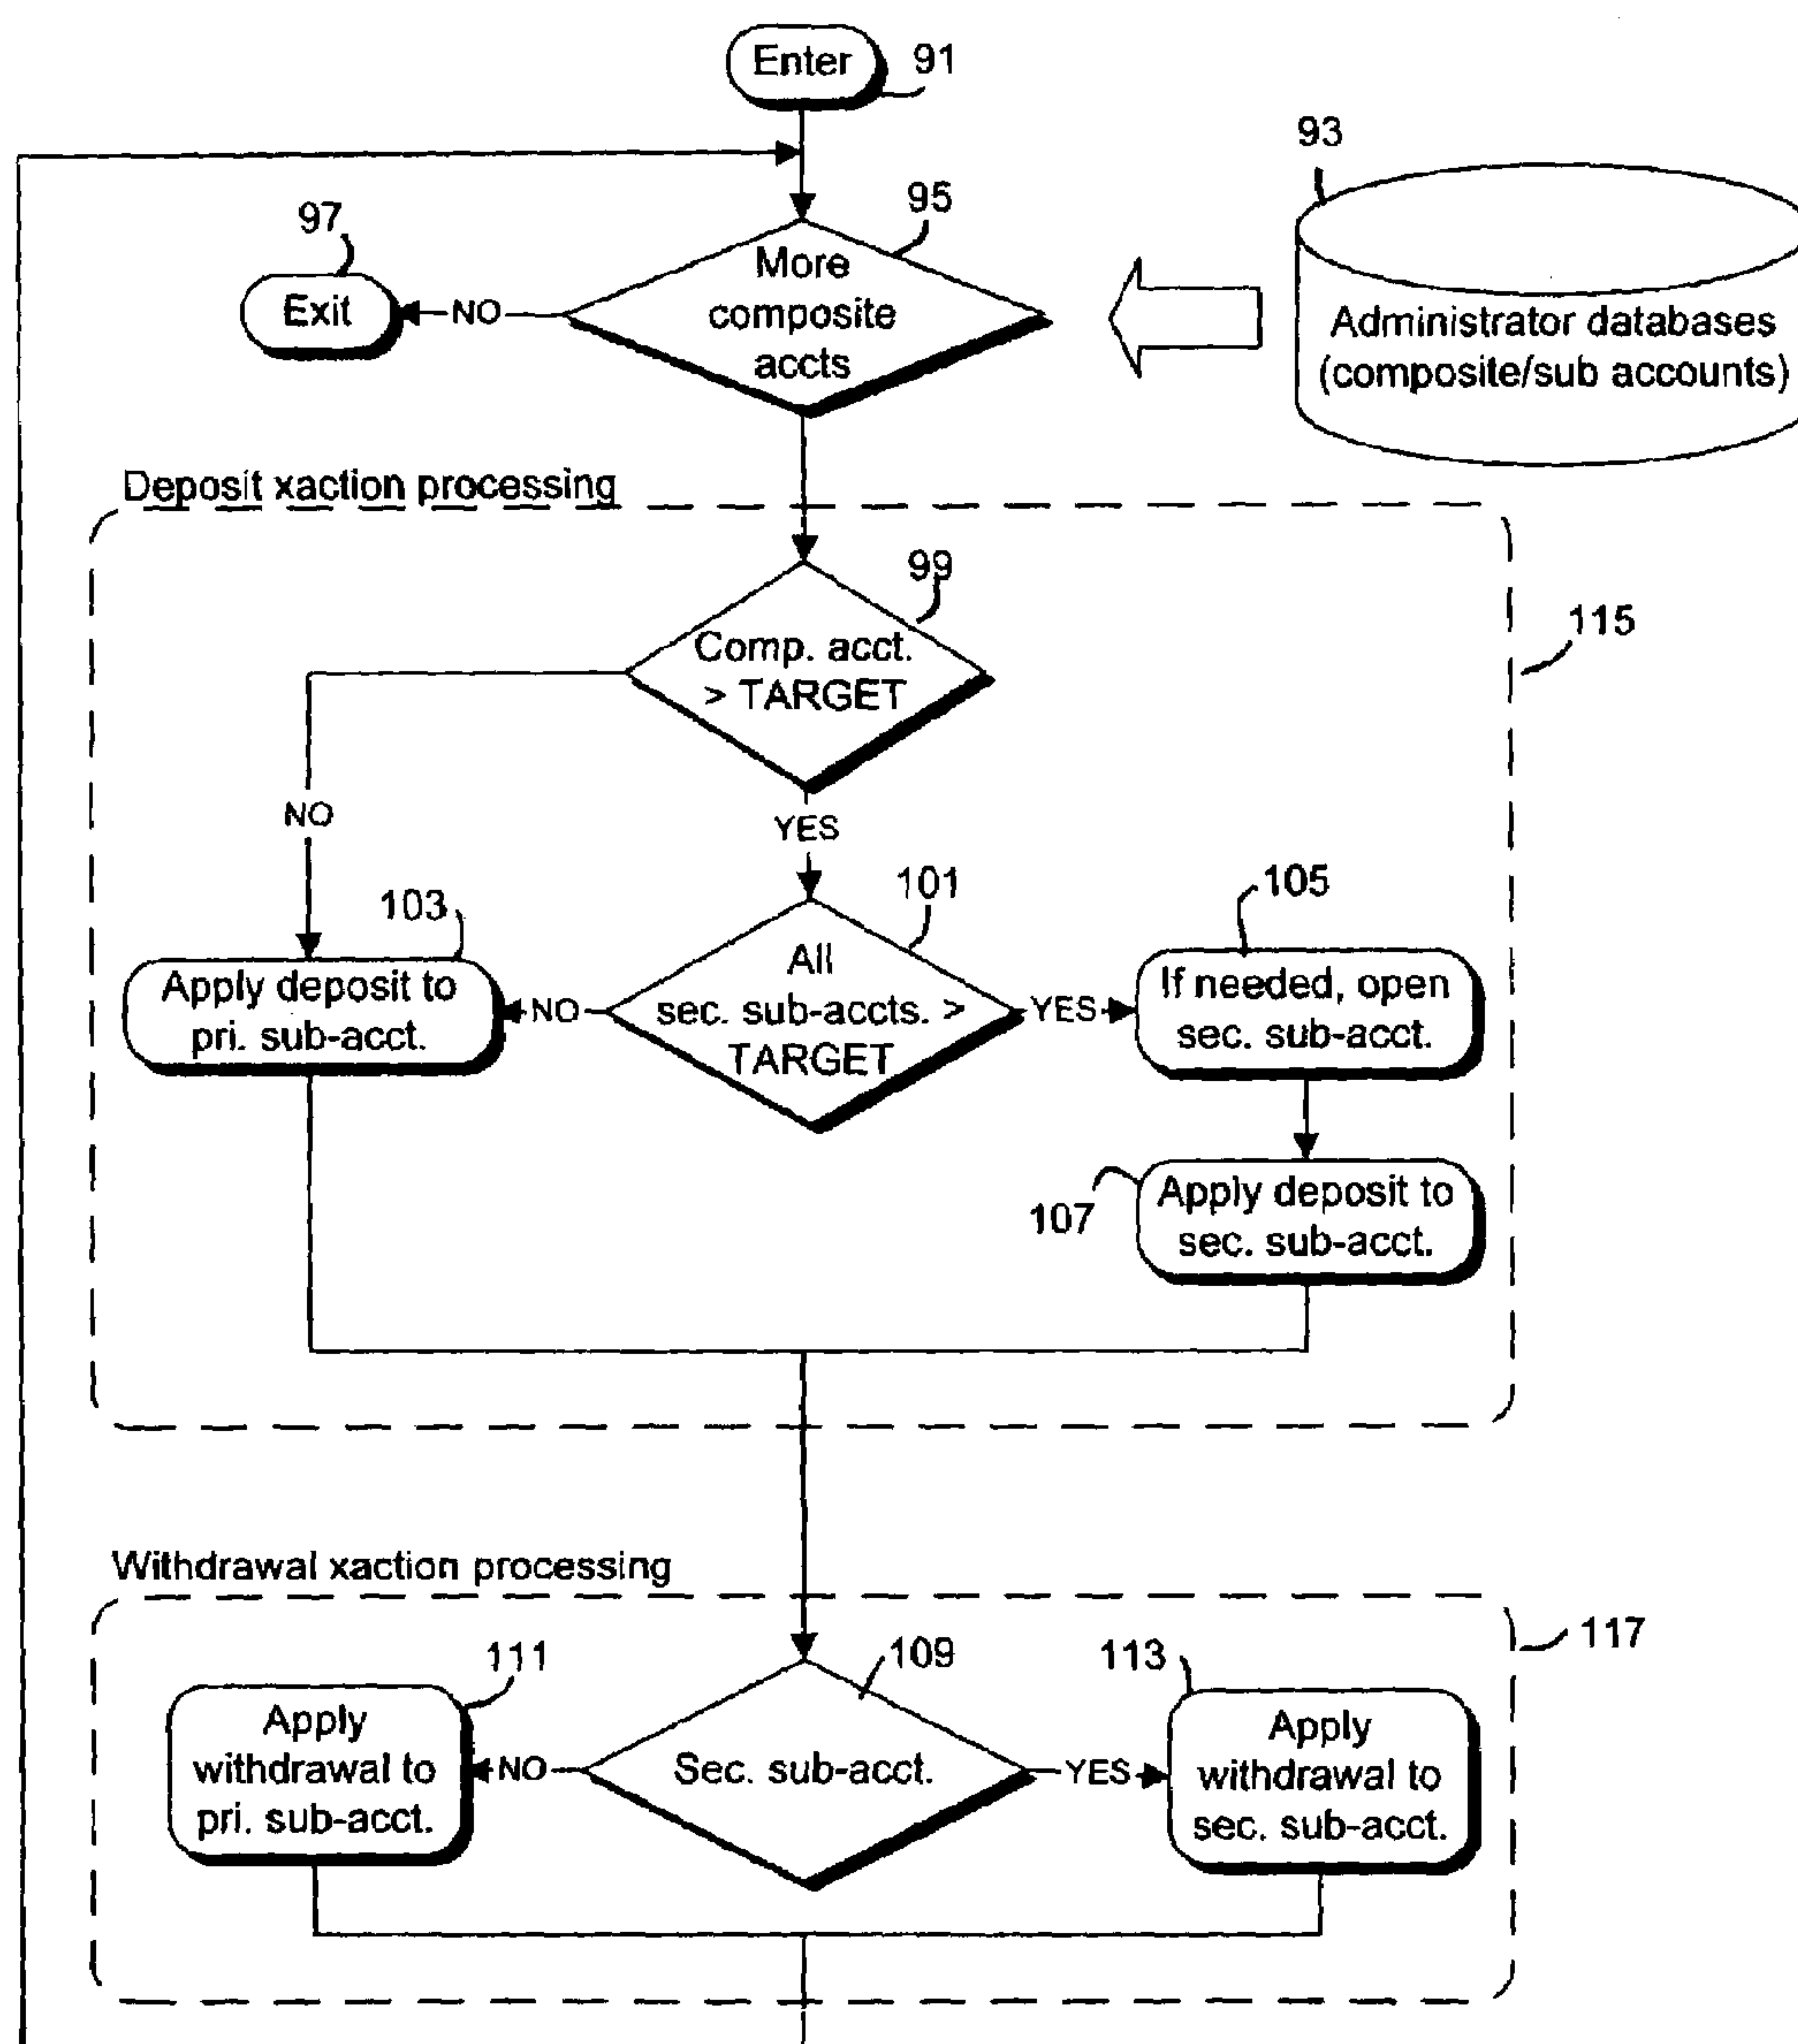 Enter
91
93
95
97
More
composite
accts
Exit
NO
Administrator databases
(composite/sub accounts)
Deposit xaction processing
99
115
Comp. acct.
> TARGET
NO
YES
101
103
105
All
sec. sub-accts. >
TARGET
Apply deposit to
pri. sub-acct.
NO
YES
If needed, open
sec. sub-acct.
107
Apply deposit to
sec. sub-acct.
Withdrawal xaction processing
109
111
113
117
Apply
withdrawal to
pri. sub-acct.
NO
Sec. sub-acct.
YES
Apply
withdrawal to
sec. sub-acct.